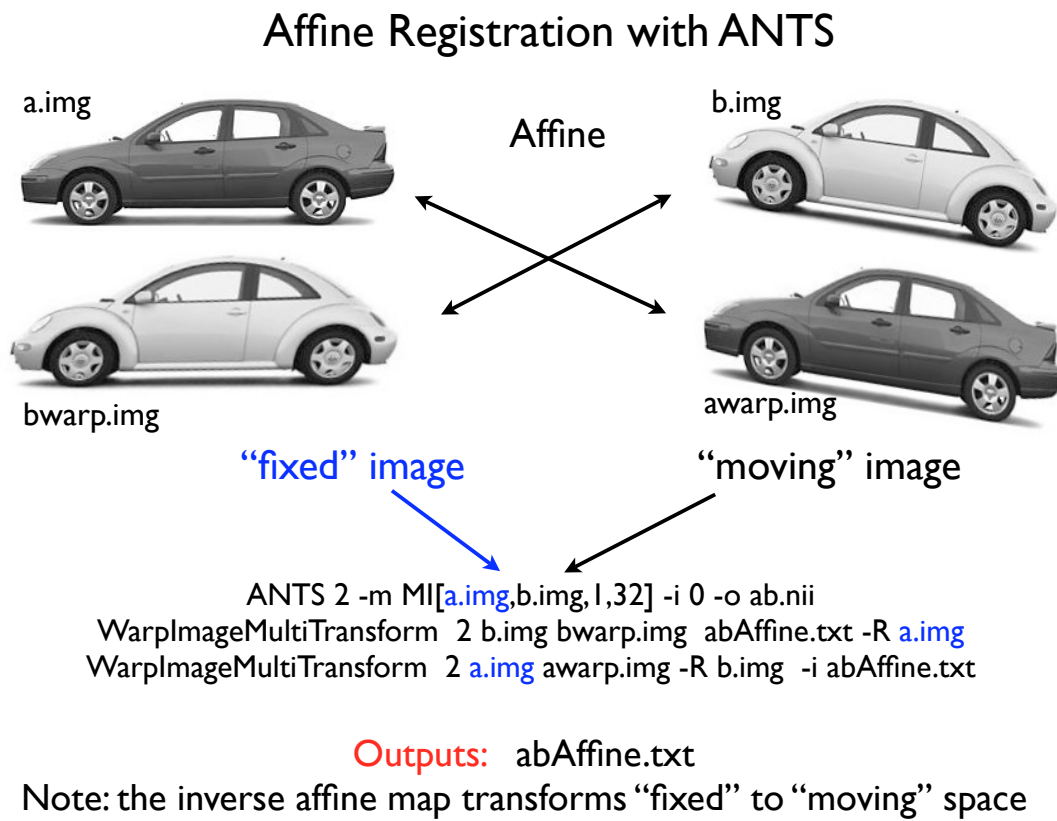 Affine Registration with ANTS
a.img
Affine
b.img
bwarp.img
awarp.img
“fixed” image
“moving” image
ANTS 2 -m MI[a.img,b.img,1,32] -i 0 -o ab.nii
WarpImageMultiTransform 2 b.img bwarp.img abAffine.txt -R a.img
WarpImageMultiTransform 2 a.img awarp.img -R b.img -i abAffine.txt
Outputs: abAffine.txt
Note: the inverse affine map transforms “fixed” to “moving” space